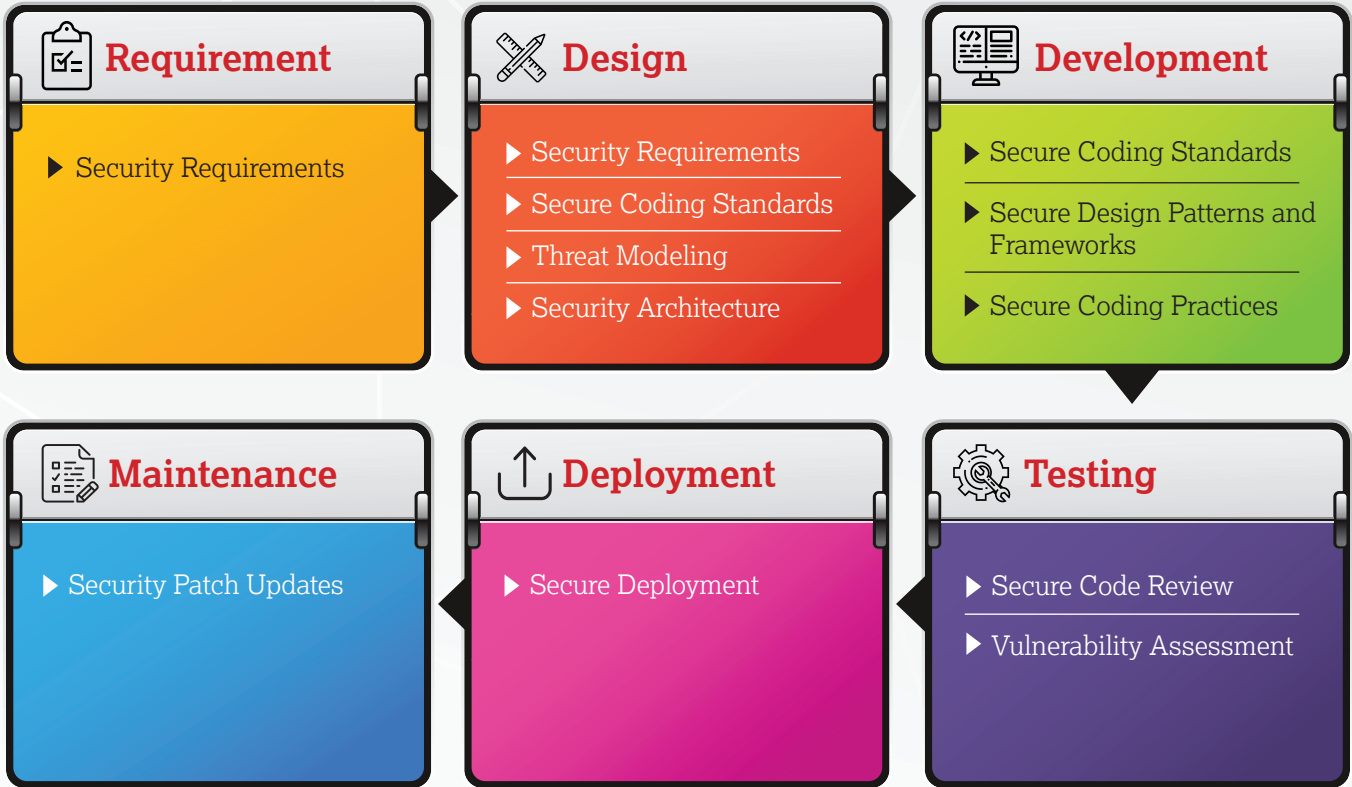 Requirement
Security Requirements
Design
Security Requirements
Secure Coding Standards
Threat Modeling
Security Architecture
Development
Secure Coding Standards
Secure Design Patterns and
Frameworks
Secure Coding Practices
Testing
Secure Code Review
Vulnerability Assessment
Deployment
Secure Deployment
Maintenance
Security Patch Updates